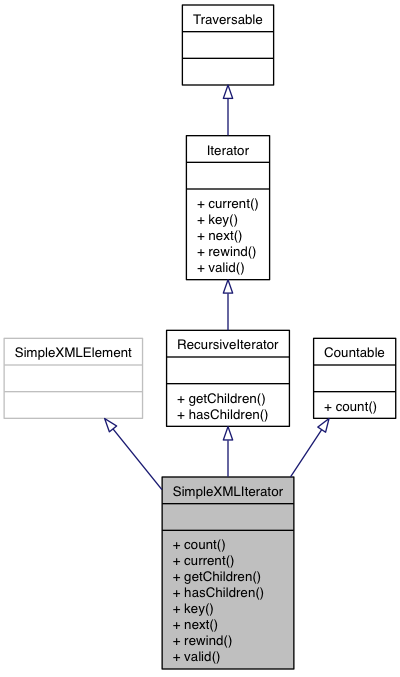 Traversable
Iterator
+ current()
+ key()
+ next()
+ rewind()
+ valid()
SimpleXMLElement
RecursiveIterator
+ getChildren()
+ hasChildren()
Countable
+ count()
SimpleXMLIterator
+ count()
+ current()
+ getChildren()
+ hasChildren()
+ key()
+ next()
+ rewind()
+ valid()